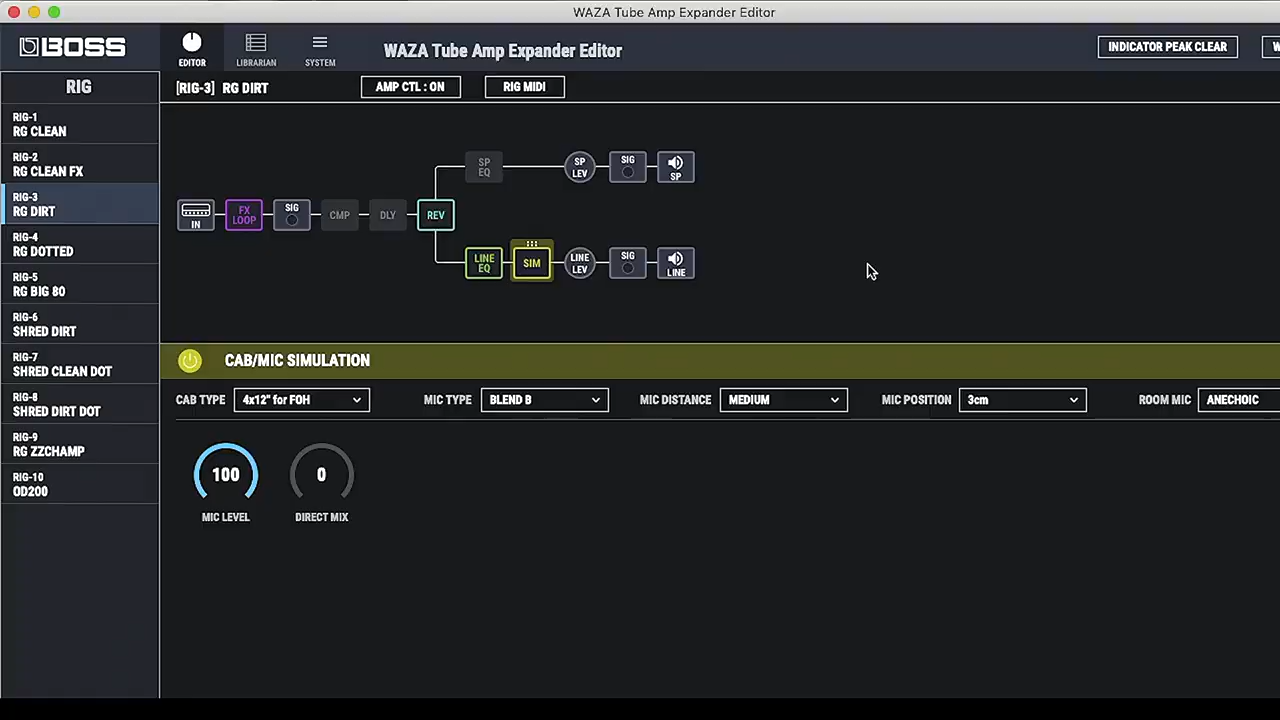 WAZA Tube Amp Expander Editor
BOSS
EDITOR
LIBRARIAN
SYSTEM
WAZA Tube Amp Expander Editor
INDICATOR PEAK CLEAR
RIG
[RIG-3] RG DIRT
AMP CTL : ON
RIG MIDI
RIG-1
RG CLEAN
RIG-2
RG CLEAN FX
RIG-3
RG DIRT
RIG-4
RG DOTTED
RIG-5
RG BIG 80
RIG-6
SHRED DIRT
RIG-7
SHRED CLEAN DOT
RIG-8
SHRED DIRT DOT
RIG-9
RG ZZCHAMP
RIG-10
OD200
SP
EQ
SP
LEV
SIG
SP
IN
FX
LOOP
SIG
CMP
DLY
REV
LINE
EQ
SIM
LINE
LEV
SIG
LINE
CAB/MIC SIMULATION
CAB TYPE 4x12" for FOH MIC TYPE BLEND B MIC DISTANCE MEDIUM MIC POSITION 3cm ROOM MIC ANECHOIC
100
MIC LEVEL
0
DIRECT MIX